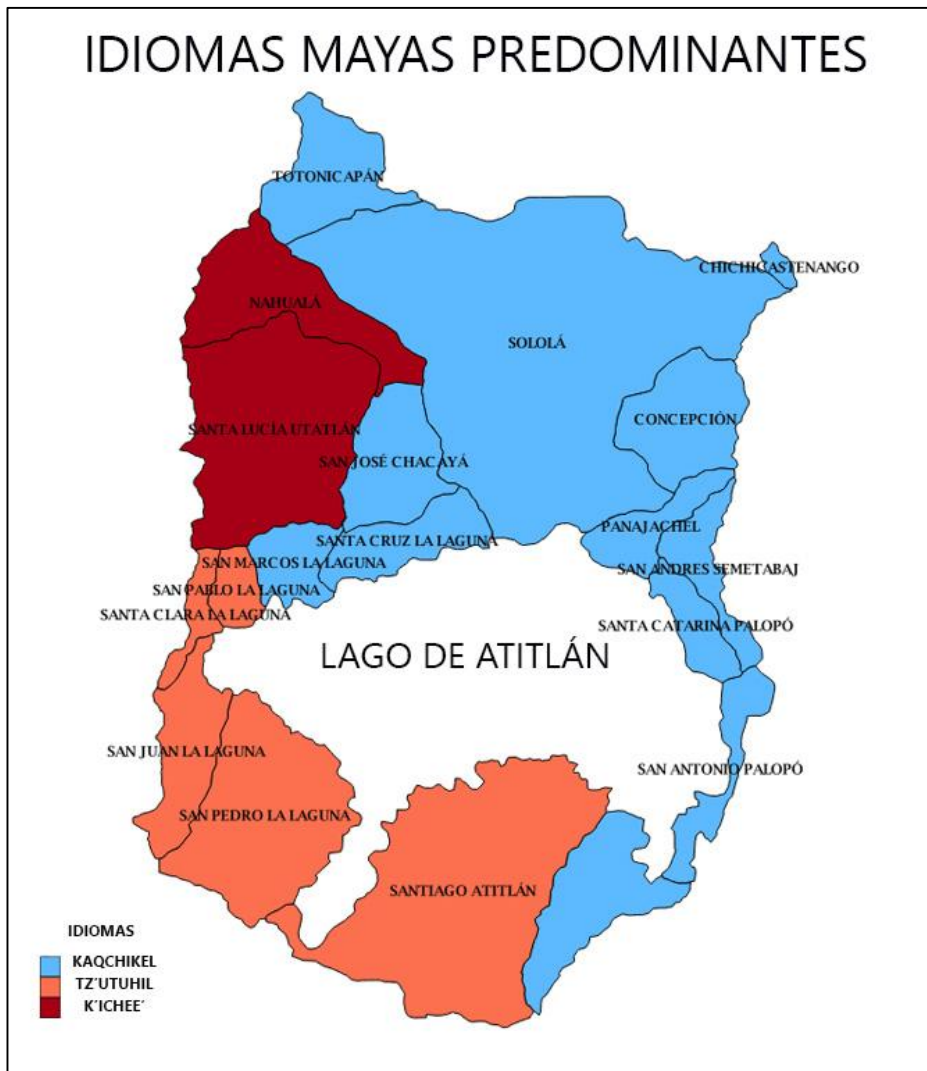 IDIOMAS MAYAS PREDOMINANTES
TOTONICAPÁN
CHICHICASTENANGO
NAHUALÁ
SOLOLÁ
CONCEPCIÓN
SANTA LUCÍA UTATLÁN
SAN JOSÉ CHACAYÁ
PANAJACHEL
SANTA CRUZ LA LAGUNA
SAN MARCOS LA LAGUNA
SAN ANDRES SEMETABAJ
SAN PABLO LA LAGUNA
SANTA CLARA LA LAGUNA
SANTA CATARINA PALOPÓ
LAGO DE ATITLÁN
SAN JUAN LA LAGUNA
SAN ANTONIO PALOPÓ
SAN PEDRO LA LAGUNA
SANTIAGO ATITLÁN
IDIOMAS
KAQCHIKEL
TZ'UTUHIL
K'ICHEE'